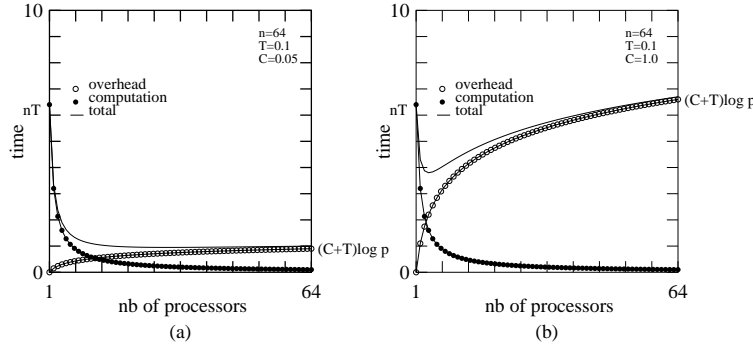 10
n=64
T=0.1
C=0.05
overhead
computation
total
nT
time
(C+T)log p
0
1
64
nb of processors
(a)
10
n=64
T=0.1
C=1.0
overhead
computation
total
nT
time
(C+T)log p
0
1
64
nb of processors
(b)